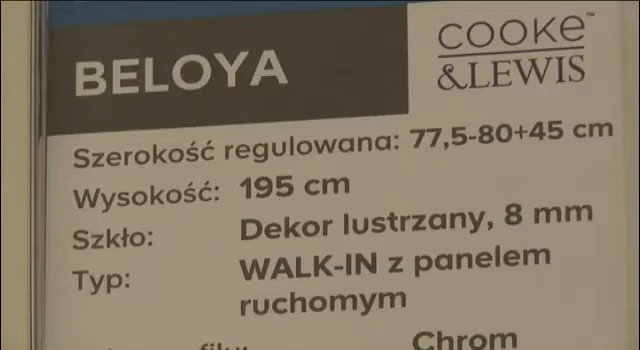 COOKE™
&LEWIS
BELOYA
Szerokość regulowana: 77,5-80+45 cm
Wysokość: 195 cm
Szkło: Dekor lustrzany, 8 mm
Typ: WALK-IN z panelem
ruchomym
Chrom